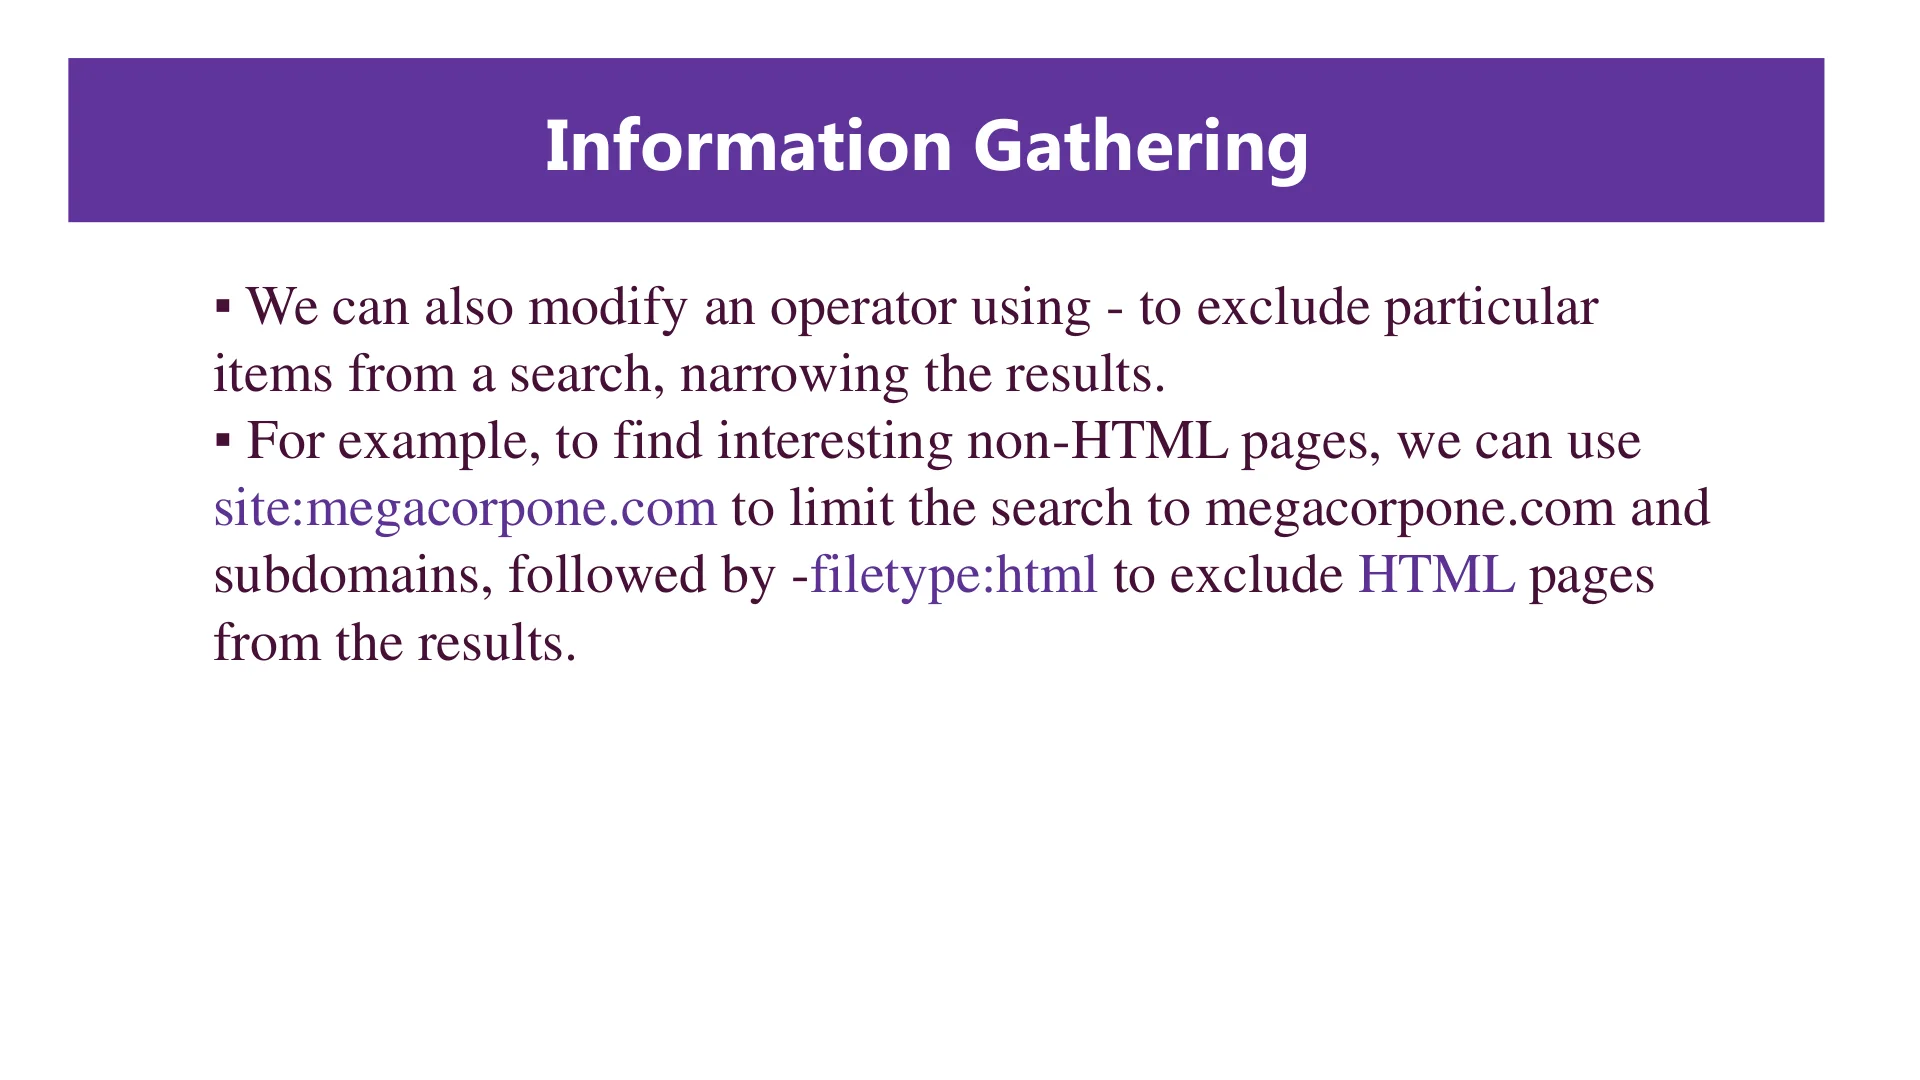 Information Gathering
▪ We can also modify an operator using - to exclude particular
items from a search, narrowing the results.
▪ For example, to find interesting non-HTML pages, we can use
site:megacorpone.com to limit the search to megacorpone.com and
subdomains, followed by -filetype:html to exclude HTML pages
from the results.